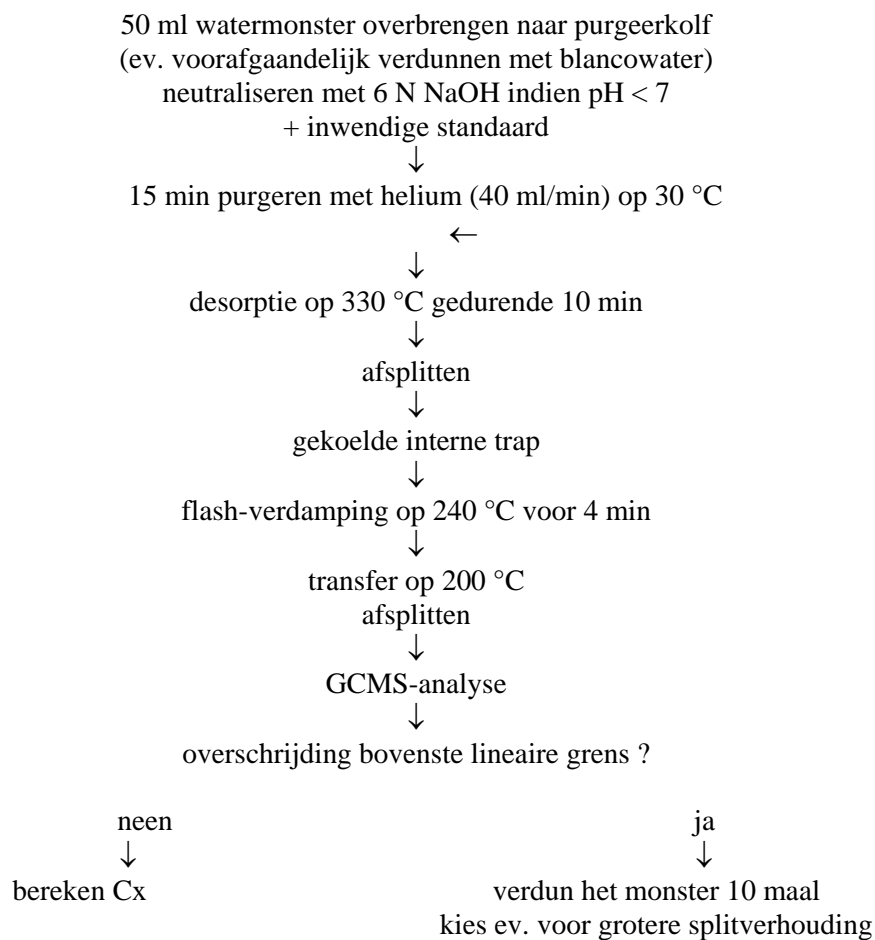 50 ml watermonster overbrengen naar purgeerkolf
(ev. voorafgaandelijk verdunnen met blancowater)
neutraliseren met 6 N NaOH indien pH < 7
+ inwendige standaard
↓
15 min purgeren met helium (40 ml/min) op 30 °C
←
↓
desorptie op 330 °C gedurende 10 min
↓
afsplitten
↓
gekoelde interne trap
↓
flash-verdamping op 240 °C voor 4 min
↓
transfer op 200 °C
afsplitten
↓
GCMS-analyse
↓
overschrijding bovenste lineaire grens ?
neen ja
↓ ↓
bereken Cx verdun het monster 10 maal
kies ev. voor grotere splitverhouding